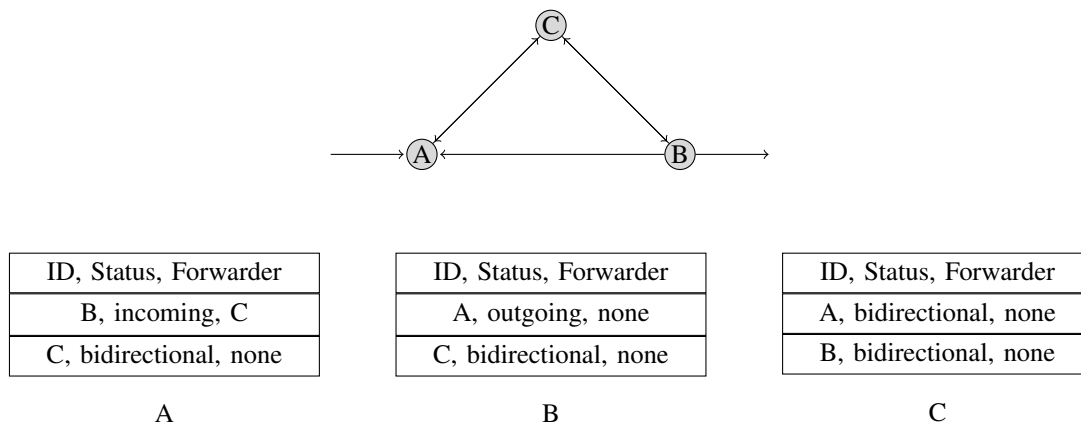 C
A
B
ID, Status, Forwarder
B, incoming, C
C, bidirectional, none
A
ID, Status, Forwarder
A, outgoing, none
C, bidirectional, none
B
ID, Status, Forwarder
A, bidirectional, none
B, bidirectional, none
C